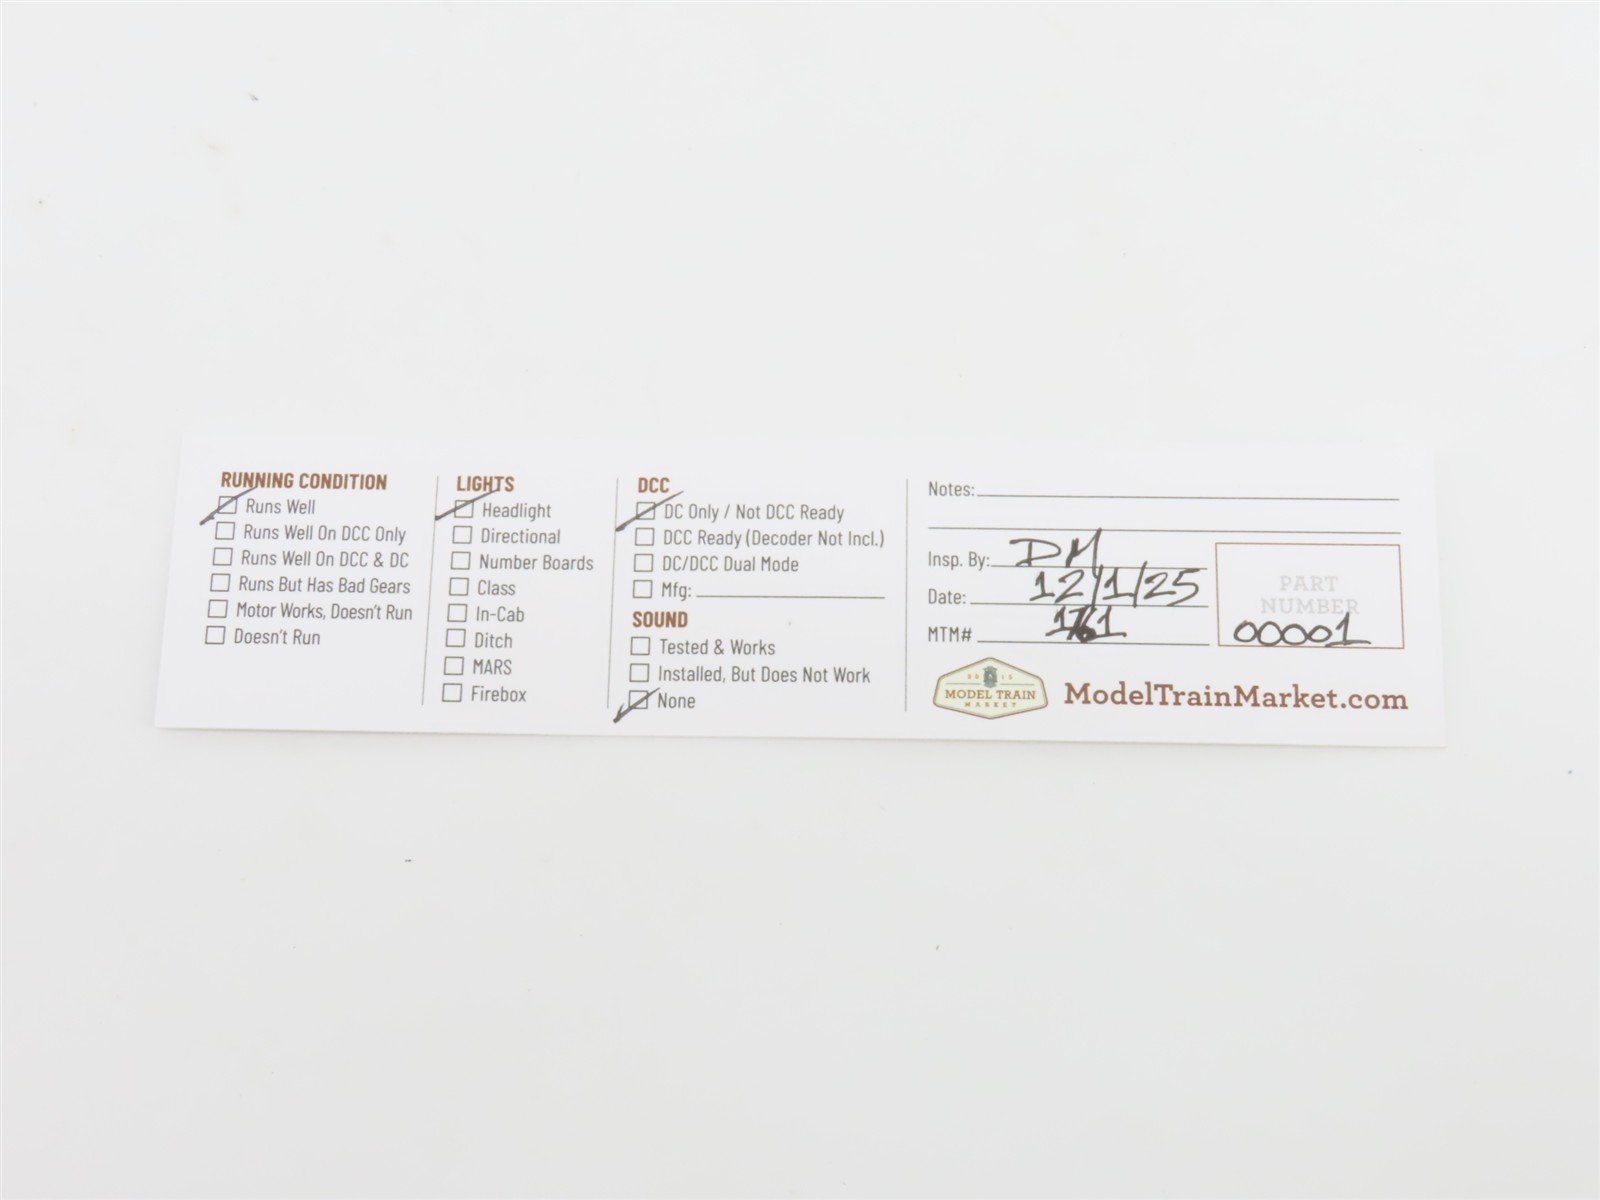 RUNNING CONDITION
Runs Well
Runs Well On DCC Only
Runs Well On DCC & DC
Runs But Has Bad Gears
Motor Works, Doesn't Run
Doesn't Run
LIGHTS
Headlight
Directional
Number Boards
Class
In-Cab
Ditch
MARS
Firebox
DCC
DC Only / Not DCC Ready
DCC Ready (Decoder Not Incl.)
DC/DCC Dual Mode
Mfg:
SOUND
Tested & Works
Installed, But Does Not Work
None
Notes:
Insp. By: DM
Date: 12/1/25
MTM#
PART
NUMBER
00001
2015
MODEL TRAIN
MARKET
ModelTrainMarket.com